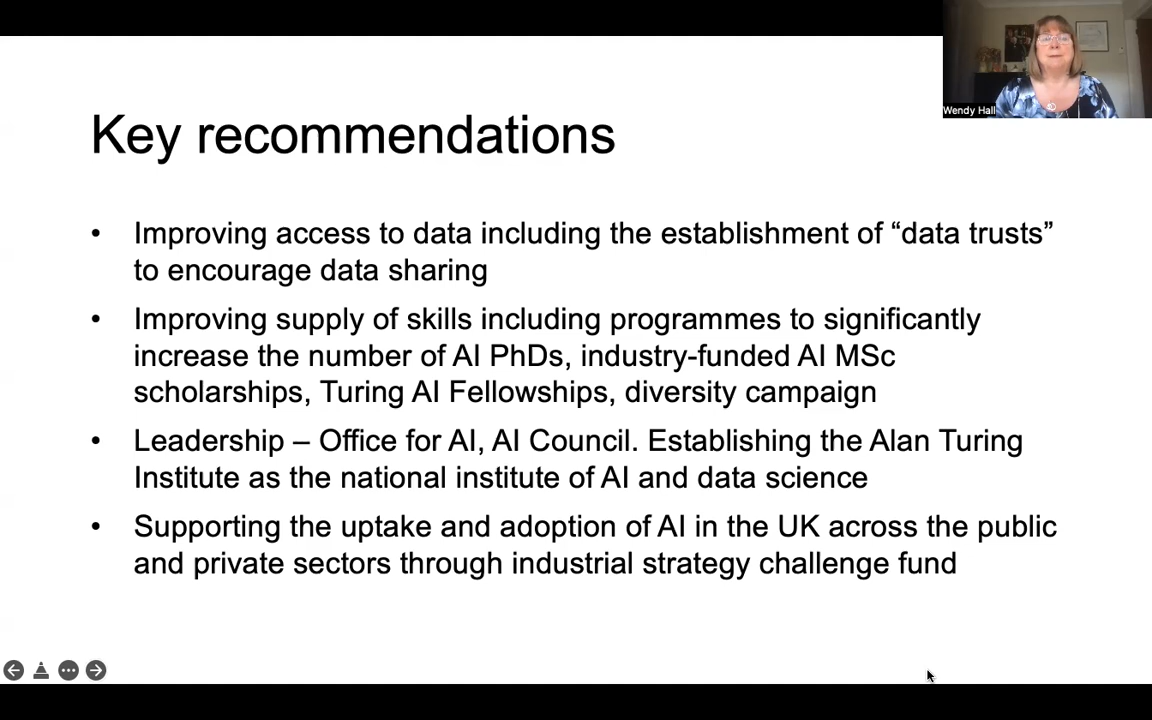 Wendy Hall
Key recommendations
• Improving access to data including the establishment of “data trusts”
to encourage data sharing
• Improving supply of skills including programmes to significantly
increase the number of AI PhDs, industry-funded AI MSc
scholarships, Turing AI Fellowships, diversity campaign
• Leadership – Office for AI, AI Council. Establishing the Alan Turing
Institute as the national institute of AI and data science
• Supporting the uptake and adoption of AI in the UK across the public
and private sectors through industrial strategy challenge fund